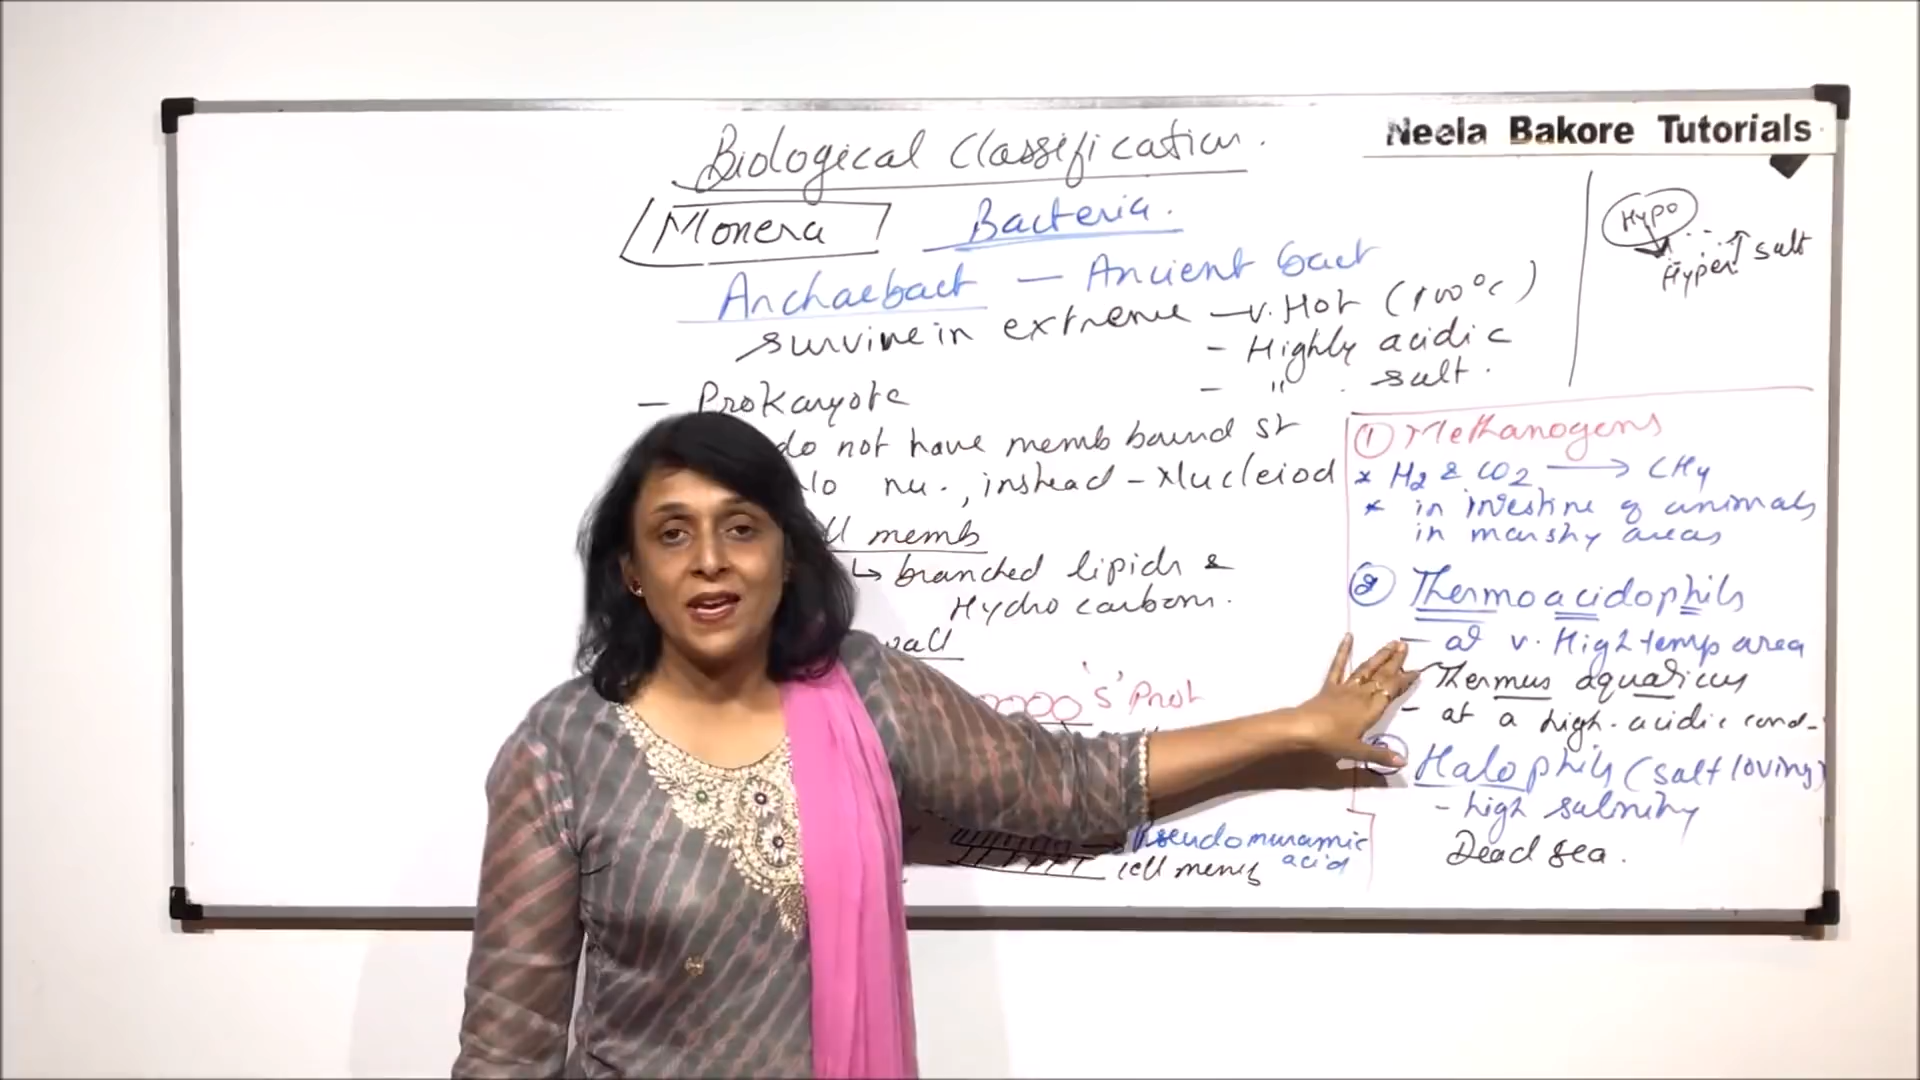 Neela Bakore Tutorials
Biological Classification.
Monera Bacteria.
Archaebact — Ancient bact
survive in extreme — v. Hot (100°C)
- Highly acidic
- " . salt.
— Prokaryote
do not have memb bound st
nu., instead - Nucleiod
memb
↳ branched lipids &
Hydrocarbons.
wall
's' Prot
→ Pseudomuramic
acid
cell memb
Hypo
Hyper ↑ salt
① Methanogens
* H2 & CO2 → CH4
* in intestine of animals
in marshy areas
② Thermoacidophils
- at v. High temp area
- Thermus aquaticus
- at a high-acidic cond-
Halophils (salt loving)
- high salinity
Dead sea.